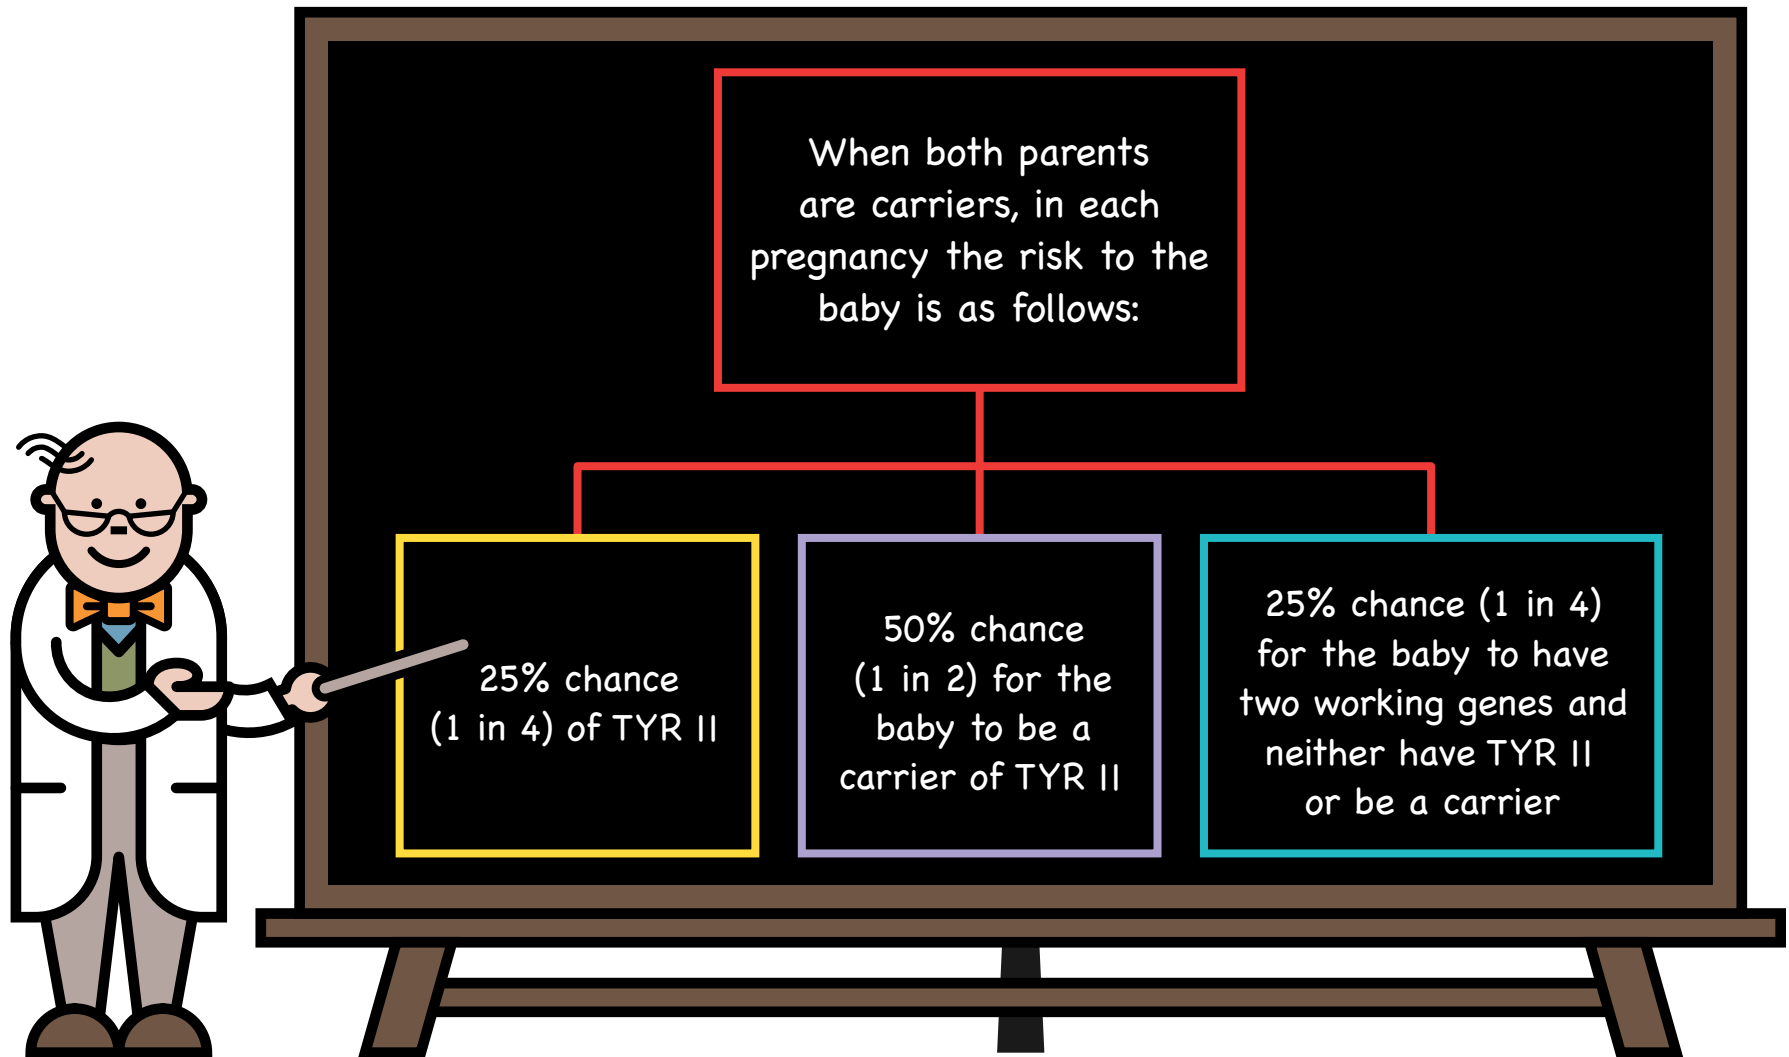 When both parents
are carriers, in each
pregnancy the risk to the
baby is as follows:
25% chance
(1 in 4) of TYR II
50% chance
(1 in 2) for the
baby to be a
carrier of TYR II
25% chance (1 in 4)
for the baby to have
two working genes and
neither have TYR II
or be a carrier